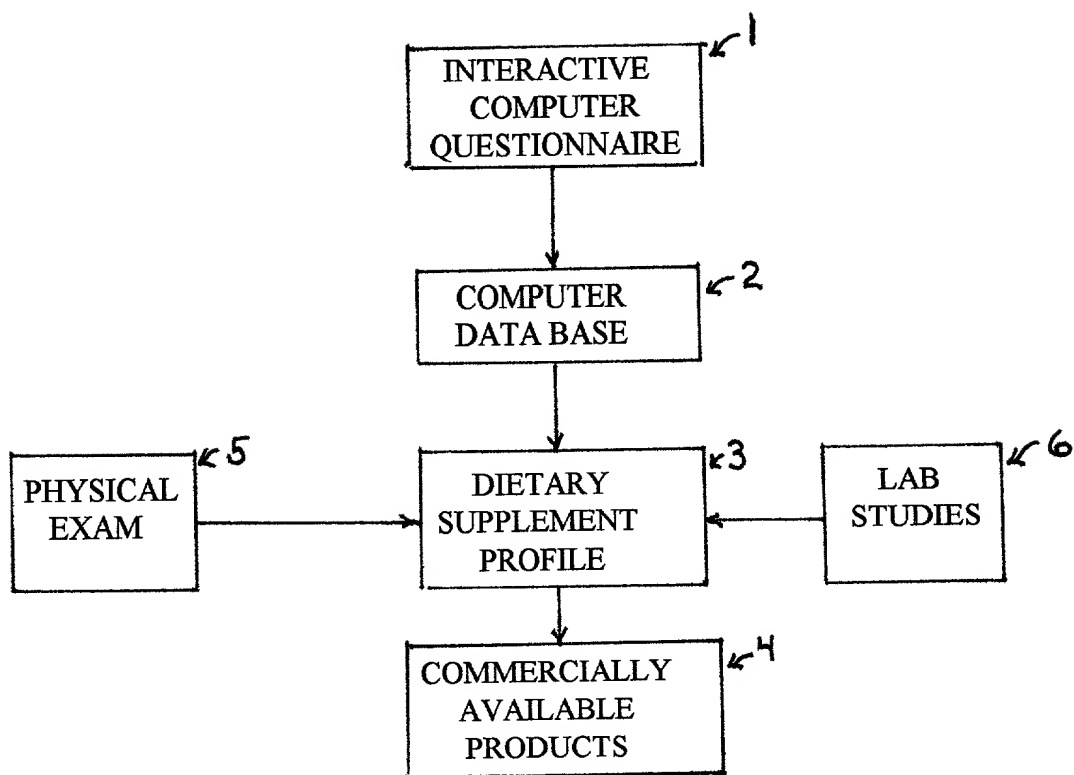 1
INTERACTIVE
COMPUTER
QUESTIONNAIRE
2
COMPUTER
DATA BASE
5
PHYSICAL
EXAM
3
DIETARY
SUPPLEMENT
PROFILE
6
LAB
STUDIES
4
COMMERCIALLY
AVAILABLE
PRODUCTS